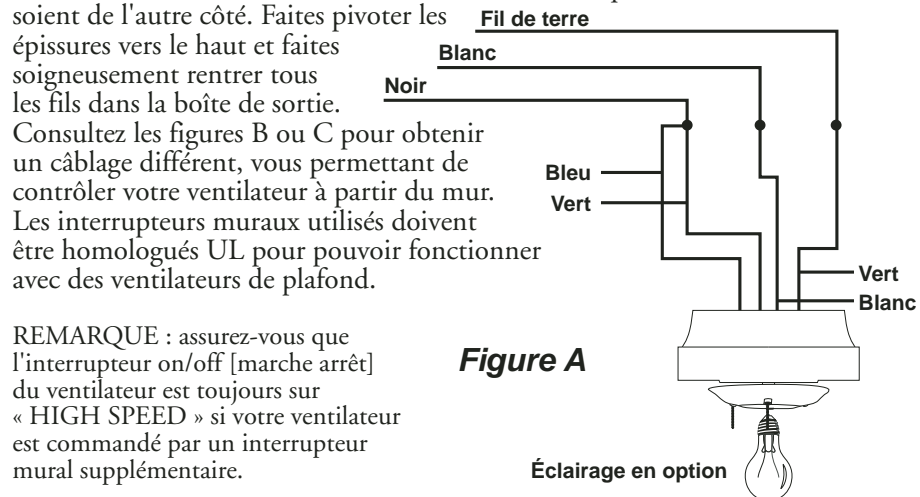 soient de l'autre côté. Faites pivoter les
épissures vers le haut et faites
soigneusement rentrer tous
les fils dans la boîte de sortie.
Consultez les figures B ou C pour obtenir
un câblage différent, vous permettant de
contrôler votre ventilateur à partir du mur.
Les interrupteurs muraux utilisés doivent
être homologués UL pour pouvoir fonctionner
avec des ventilateurs de plafond.
REMARQUE : assurez-vous que
l'interrupteur on/off [marche arrêt]
du ventilateur est toujours sur
« HIGH SPEED » si votre ventilateur
est commandé par un interrupteur
mural supplémentaire.
Fil de terre
Blanc
Noir
Bleu
Vert
Vert
Blanc
Figure A
Éclairage en option